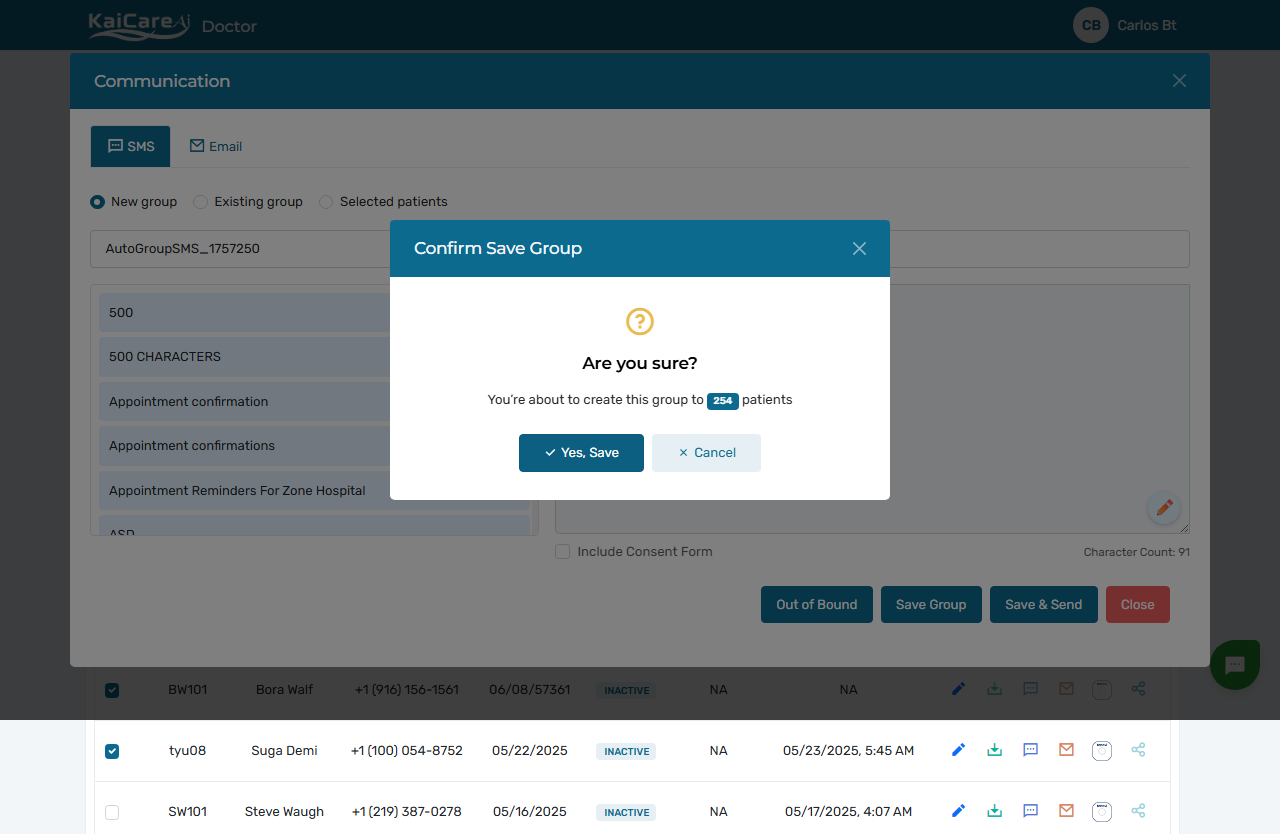 KaiCare Ai Doctor
CB Carlos Bt
Communication
SMS Email
New group Existing group Selected patients
AutoGroupSMS_1757250
Confirm Save Group
500
500 CHARACTERS
Appointment confirmation
Appointment confirmations
Appointment Reminders For Zone Hospital
ASD
Are you sure?
You're about to create this group to 254 patients
Yes, Save Cancel
Include Consent Form Character Count: 91
Out of Bound Save Group Save & Send Close
BW101 Bora Walf +1 (916) 156-1561 06/08/57361 INACTIVE NA NA
tyu08 Suga Demi +1 (100) 054-8752 05/22/2025 INACTIVE NA 05/23/2025, 5:45 AM
SW101 Steve Waugh +1 (219) 387-0278 05/16/2025 INACTIVE NA 05/17/2025, 4:07 AM